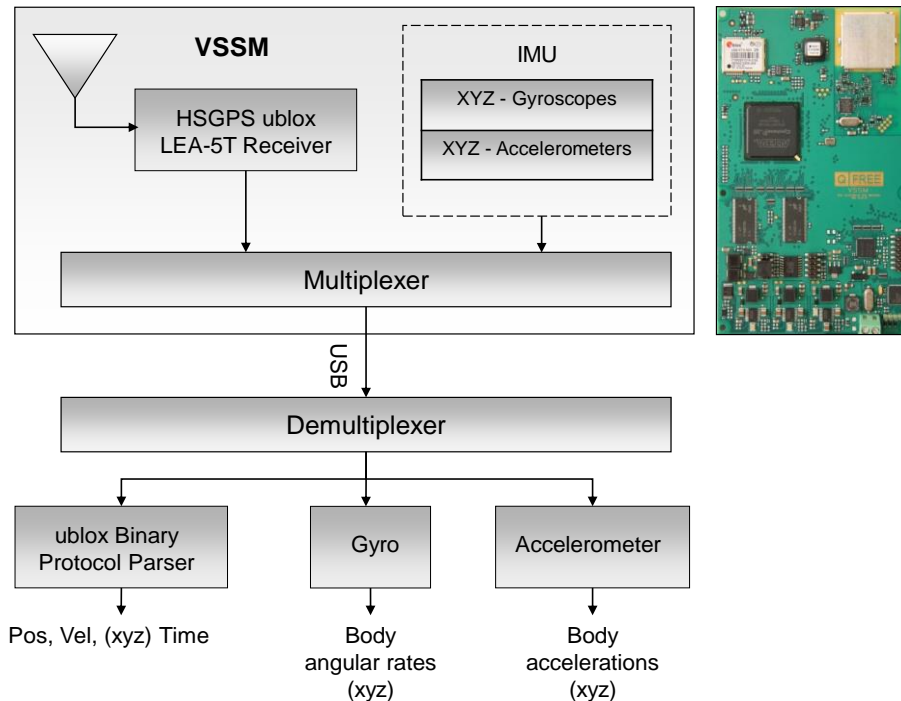 VSSM
IMU
HSGPS ublox
LEA-5T Receiver
XYZ - Gyroscopes
XYZ - Accelerometers
Multiplexer
USB
Demultiplexer
ublox Binary
Protocol Parser
Gyro
Accelerometer
Pos, Vel, (xyz) Time
Body
angular rates
(xyz)
Body
accelerations
(xyz)
Q FREE
VSSM